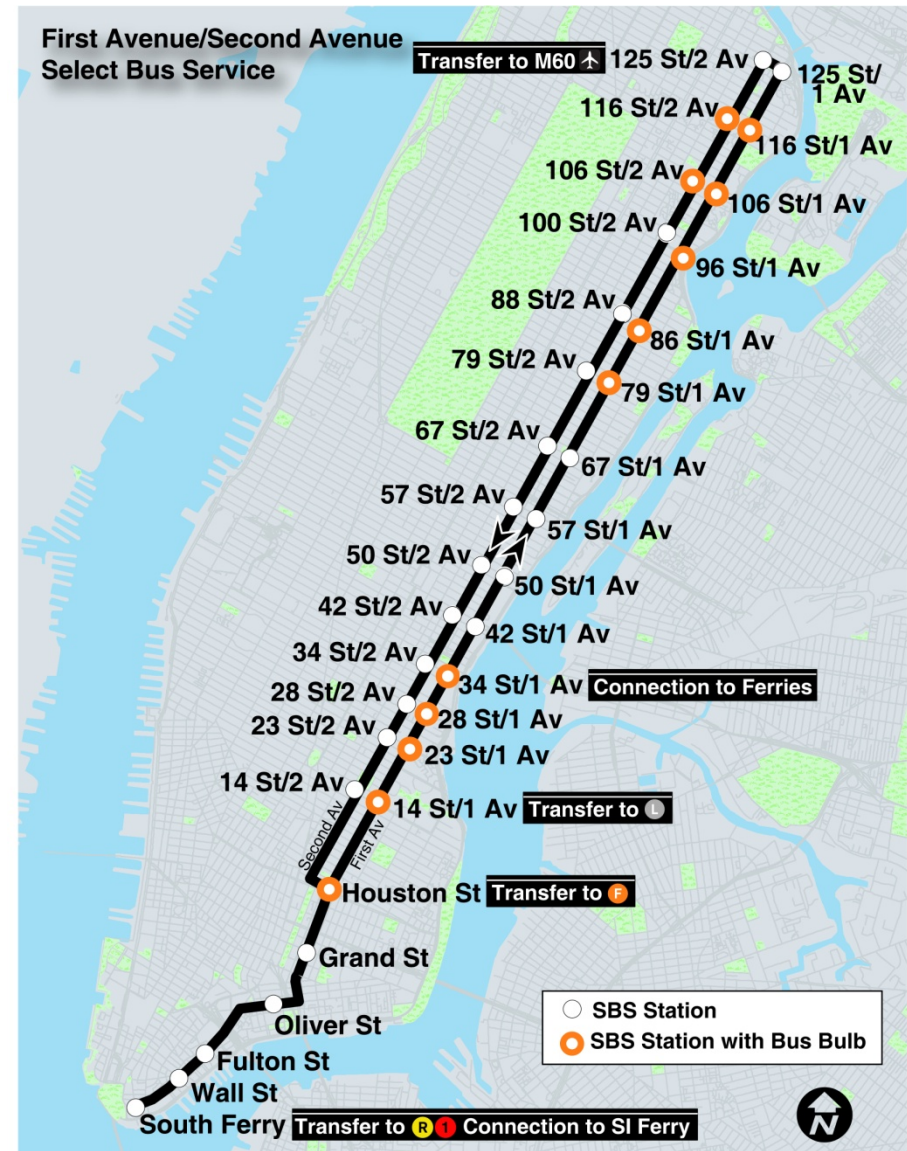 First Avenue/Second Avenue
Select Bus Service
Transfer to M60
125 St/2 Av
125 St/
1 Av
116 St/2 Av
116 St/1 Av
106 St/2 Av
106 St/1 Av
100 St/2 Av
96 St/1 Av
88 St/2 Av
86 St/1 Av
79 St/2 Av
79 St/1 Av
67 St/2 Av
67 St/1 Av
57 St/2 Av
57 St/1 Av
50 St/2 Av
50 St/1 Av
42 St/2 Av
42 St/1 Av
34 St/2 Av
34 St/1 Av Connection to Ferries
28 St/2 Av
28 St/1 Av
23 St/2 Av
23 St/1 Av
14 St/2 Av
14 St/1 Av Transfer to L
Second Av
First Av
Houston St Transfer to F
Grand St
Oliver St
SBS Station
SBS Station with Bus Bulb
Fulton St
Wall St
South Ferry Transfer to R 1 Connection to SI Ferry
N